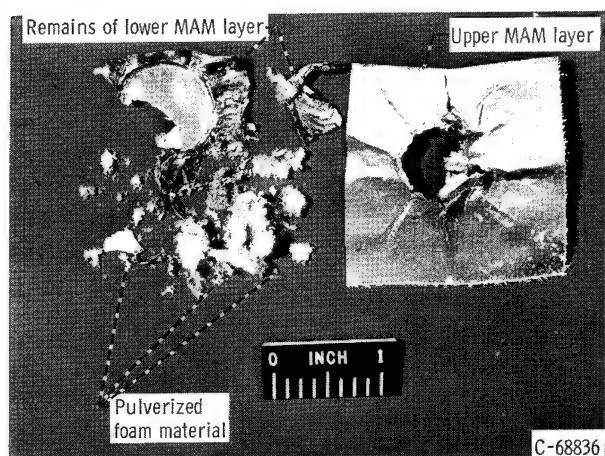 Remains of lower MAM layer
Upper MAM layer
0 INCH 1
Pulverized
foam material
C-68836